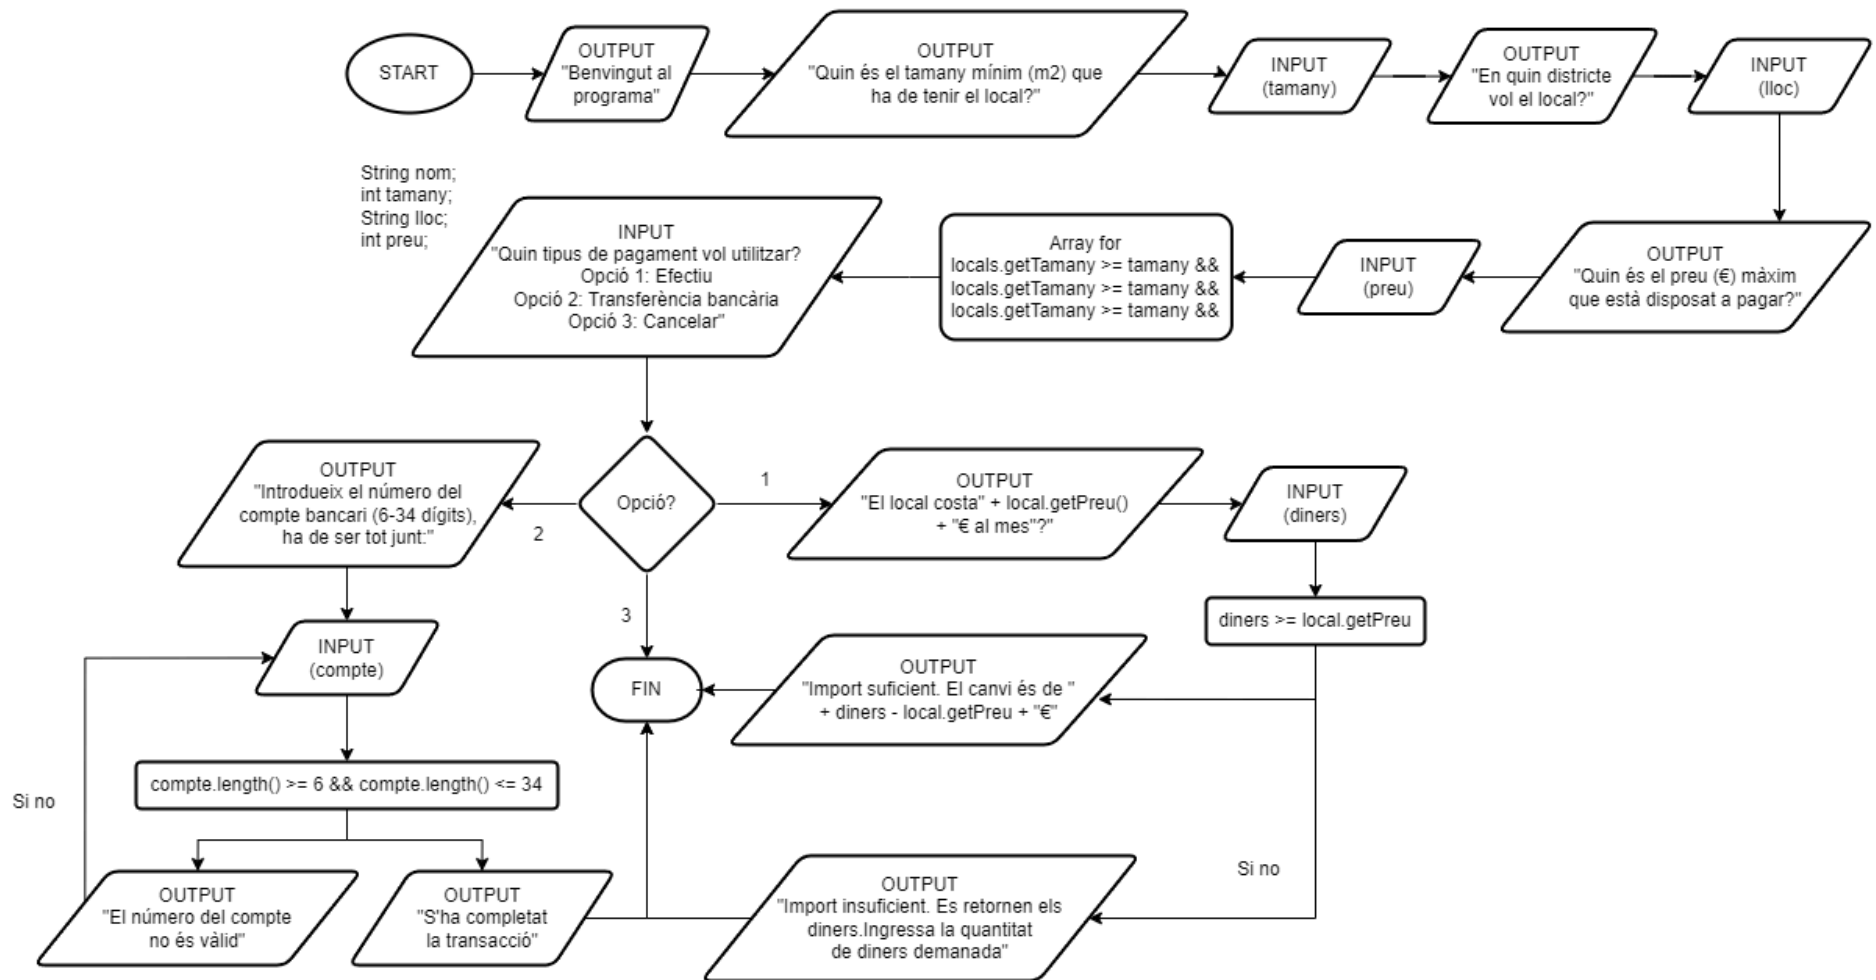 START
OUTPUT
"Benvingut al
programa"
OUTPUT
"Quin és el tamany mínim (m2) que
ha de tenir el local?"
INPUT
(tamany)
OUTPUT
"En quin districte
vol el local?"
INPUT
(lloc)
String nom;
int tamany;
String lloc;
int preu;
OUTPUT
"Quin és el preu (€) màxim
que està disposat a pagar?"
INPUT
(preu)
Array for
locals.getTamany >= tamany &&
locals.getTamany >= tamany &&
locals.getTamany >= tamany &&
INPUT
"Quin tipus de pagament vol utilitzar?
Opció 1: Efectiu
Opció 2: Transferència bancària
Opció 3: Cancelar"
Opció?
1
OUTPUT
"El local costa" + local.getPreu()
+ "€ al mes"?"
INPUT
(diners)
diners >= local.getPreu
OUTPUT
"Import suficient. El canvi és de "
+ diners - local.getPreu + "€"
Si no
OUTPUT
"Import insuficient. Es retornen els
diners.Ingressa la quantitat
de diners demanada"
2
OUTPUT
"Introdueix el número del
compte bancari (6-34 dígits),
ha de ser tot junt:"
INPUT
(compte)
compte.length() >= 6 && compte.length() <= 34
Si no
OUTPUT
"El número del compte
no és vàlid"
OUTPUT
"S'ha completat
la transacció"
3
FIN